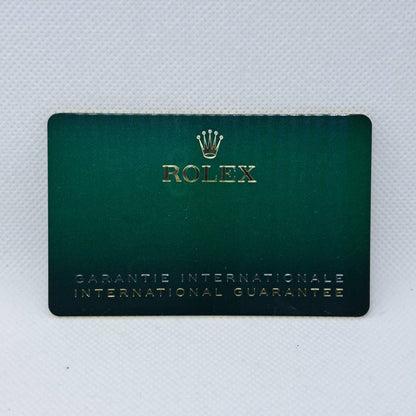 ROLEX
GARANTIE INTERNATIONALE
INTERNATIONAL GUARANTEE